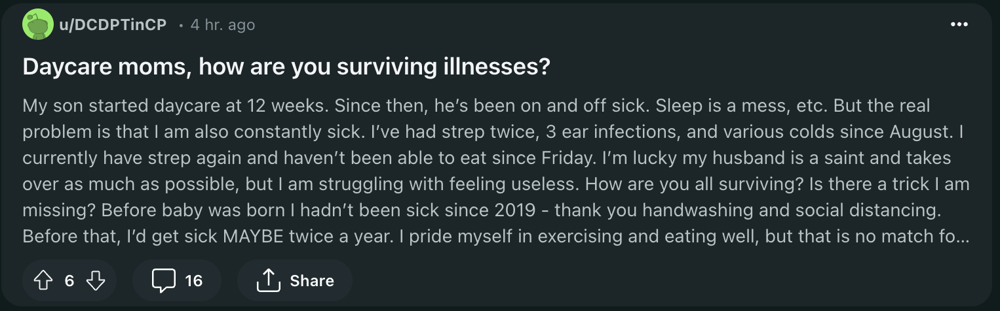 u/DCDPTinCP • 4 hr. ago
Daycare moms, how are you surviving illnesses?
My son started daycare at 12 weeks. Since then, he’s been on and off sick. Sleep is a mess, etc. But the real
problem is that I am also constantly sick. I’ve had strep twice, 3 ear infections, and various colds since August. I
currently have strep again and haven’t been able to eat since Friday. I’m lucky my husband is a saint and takes
over as much as possible, but I am struggling with feeling useless. How are you all surviving? Is there a trick I am
missing? Before baby was born I hadn’t been sick since 2019 - thank you handwashing and social distancing.
Before that, I’d get sick MAYBE twice a year. I pride myself in exercising and eating well, but that is no match fo...
6 16 Share